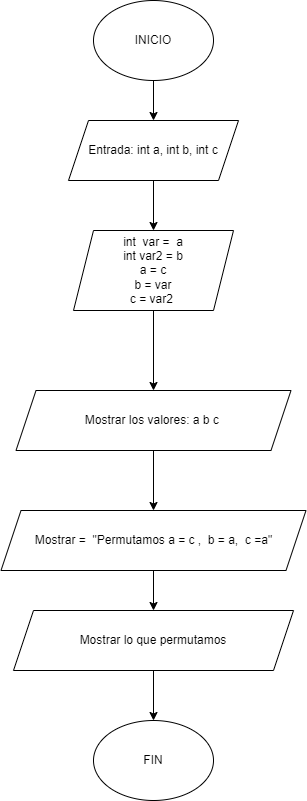 INICIO
Entrada: int a, int b, int c
int var = a
int var2 = b
a = c
b = var
c = var2
Mostrar los valores: a b c
Mostrar = "Permutamos a = c , b = a, c =a"
Mostrar lo que permutamos
FIN